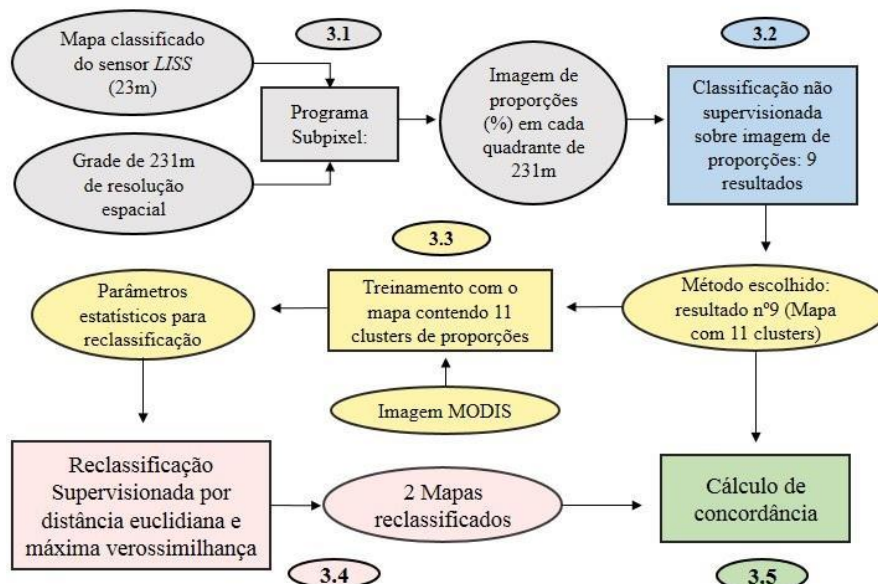 3.1
3.2
Mapa classificado
do sensor LISS
(23m)
Programa
Subpixel:
Grade de 231m
de resolução
espacial
Imagem de
proporções
(%) em cada
quadrante de
231m
Classificação não
supervisionada
sobre imagem de
proporções: 9
resultados
3.3
Parâmetros
estatísticos para
reclassificação
Treinamento com o
mapa contendo 11
clusters de proporções
Método escolhido:
resultado nº9 (Mapa
com 11 clusters)
Imagem MODIS
Reclassificação
Supervisionada por
distância euclidiana e
máxima verossimilhança
2 Mapas
reclassificados
Cálculo de
concordância
3.4
3.5